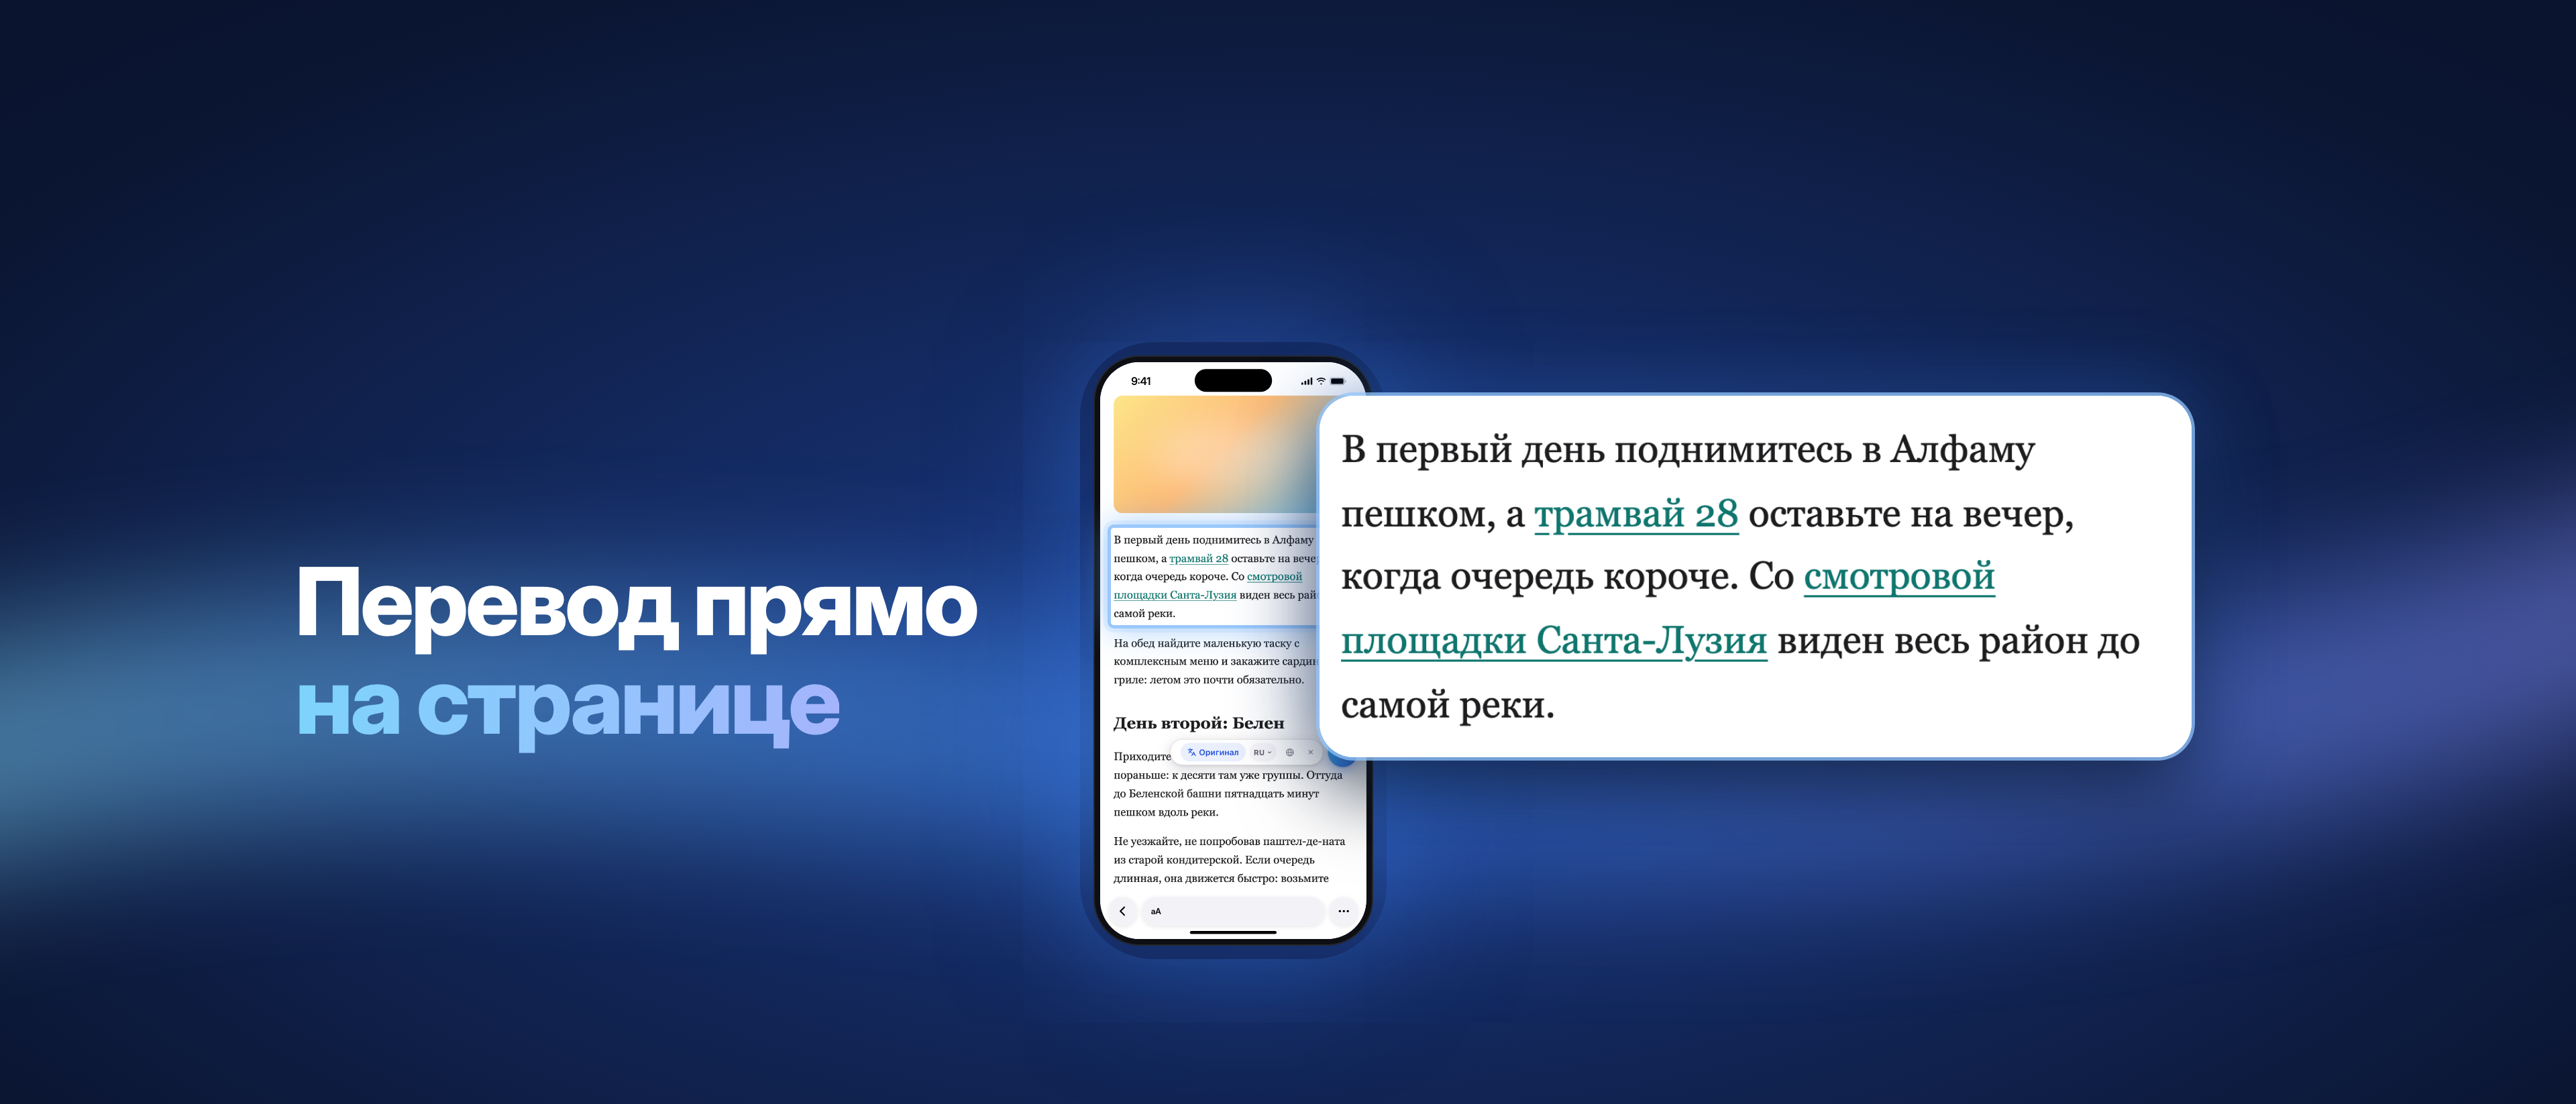 Перевод прямо
на странице
9:41
В первый день поднимитесь в Алфаму
пешком, а трамвай 28 оставьте на вече
когда очередь короче. Со смотровой
площадки Санта-Лузия виден весь рай
самой реки.
На обед найдите маленькую таску с
комплексным меню и закажите сардин
гриле: летом это почти обязательно.
День второй: Белен
Приходите
Оригинал RU
пораньше: к десяти там уже группы. Оттуда
до Беленской башни пятнадцать минут
пешком вдоль реки.
Не уезжайте, не попробовав паштел-де-ната
из старой кондитерской. Если очередь
длинная, она движется быстро: возьмите
аА
В первый день поднимитесь в Алфаму
пешком, а трамвай 28 оставьте на вечер,
когда очередь короче. Со смотровой
площадки Санта-Лузия виден весь район до
самой реки.